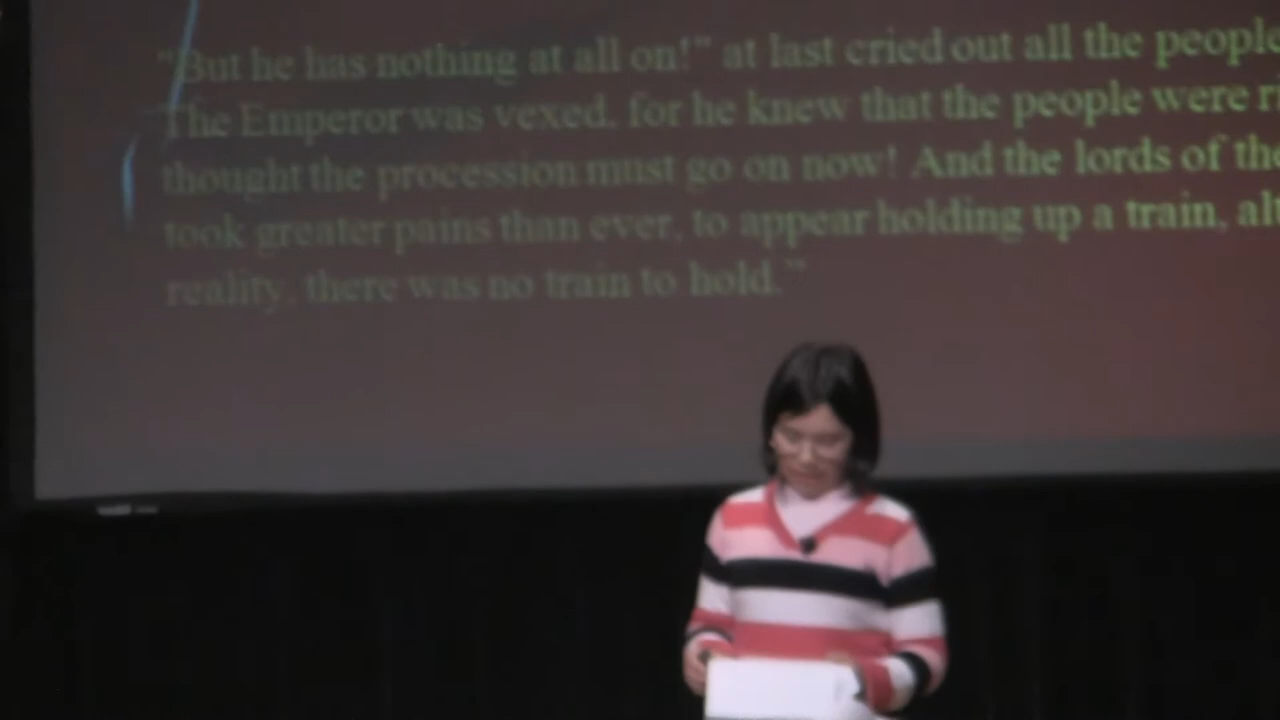 "But he has nothing at all on!" at last cried out all the people
The Emperor was vexed, for he knew that the people were
thought the procession must go on now! And the lords of the
took greater pains than ever, to appear holding up a train,
reality, there was no train to hold."